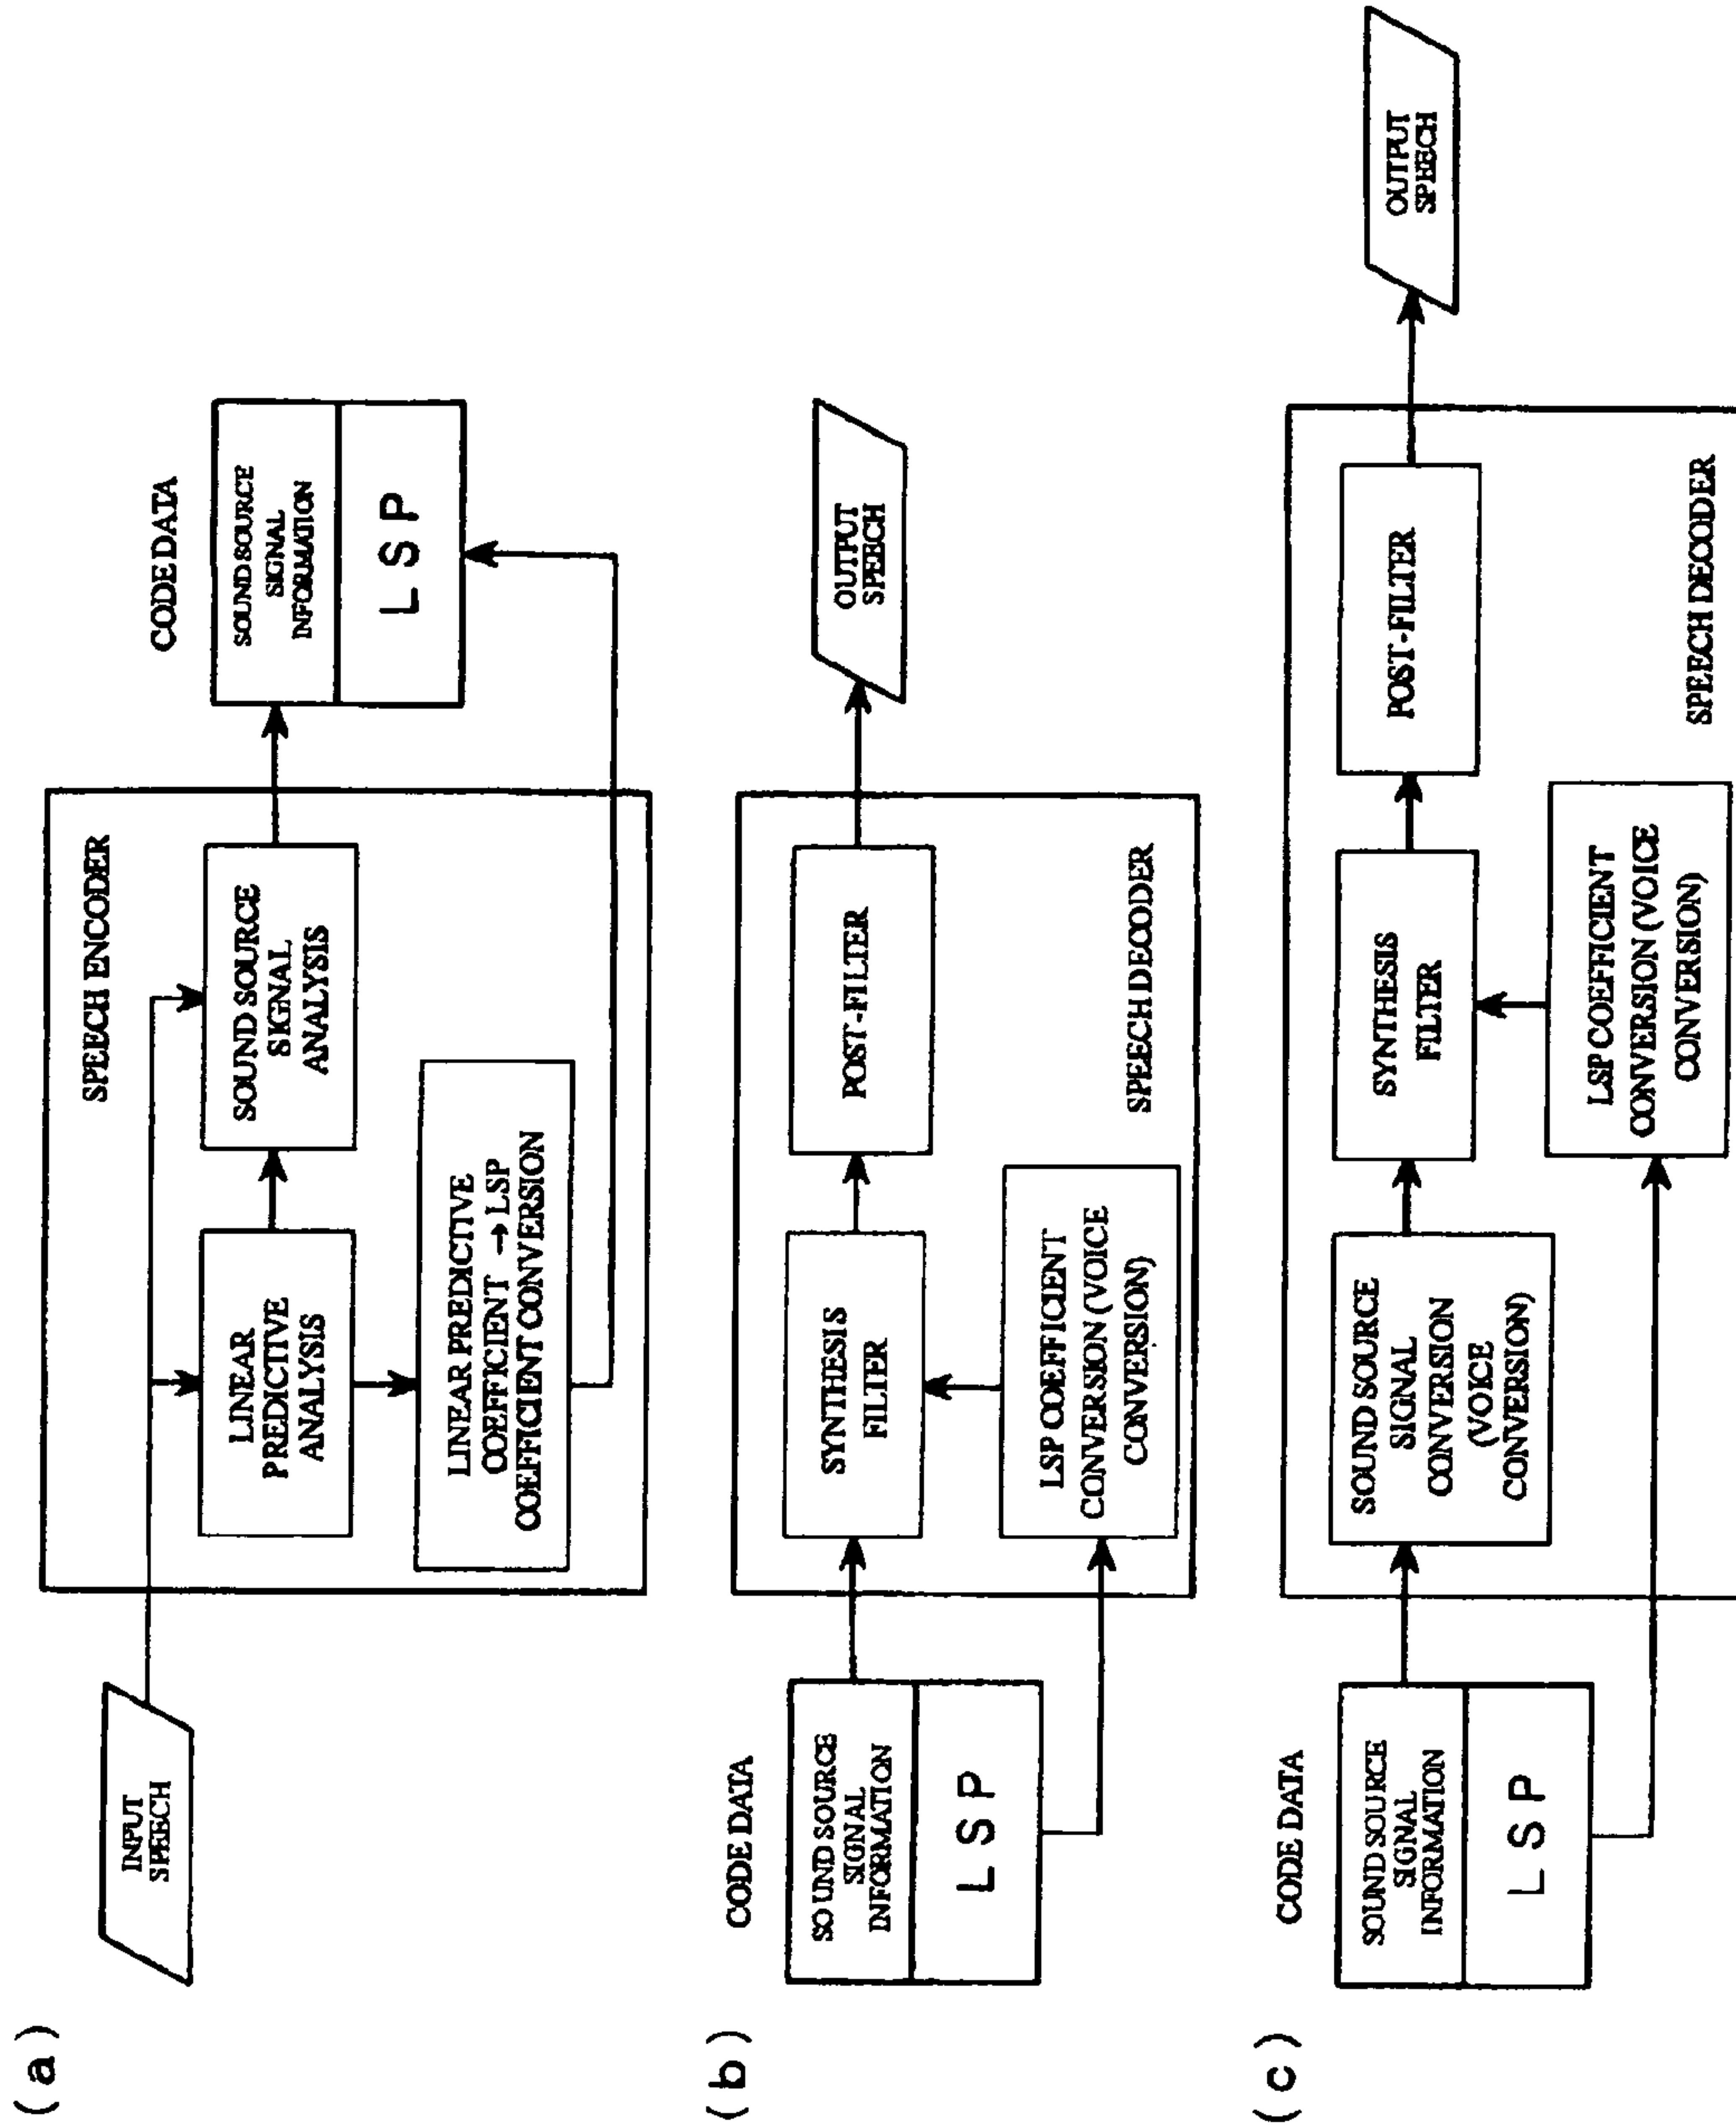 (a)
INPUT
SPEECH
SPEECH ENCODER
LINEAR
PREDICTIVE
ANALYSIS
SOUND SOURCE
SIGNAL
ANALYSIS
LINEAR PREDICTIVE
COEFFICIENT → LSP
COEFFICIENT CONVERSION
CODE DATA
SOUND SOURCE
SIGNAL
INFORMATION
LSP
(b)
CODE DATA
SOUND SOURCE
SIGNAL
INFORMATION
LSP
SYNTHESIS
FILTER
POST-FILTER
LSP COEFFICIENT
CONVERSION (VOICE
CONVERSION)
SPEECH DECODER
OUTPUT
SPEECH
(c)
CODE DATA
SOUND SOURCE
SIGNAL
INFORMATION
LSP
SOUND SOURCE
SIGNAL
CONVERSION
(VOICE
CONVERSION)
SYNTHESIS
FILTER
POST-FILTER
LSP COEFFICIENT
CONVERSION (VOICE
CONVERSION)
SPEECH DECODER
OUTPUT
SPEECH